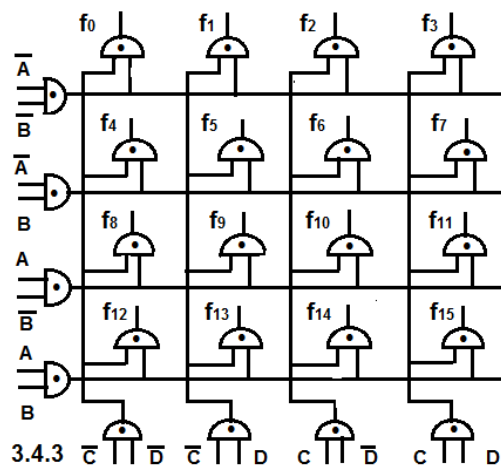 f0 f1 f2 f3
A̅
B̅
f4 f5 f6 f7
A̅
B
f8 f9 f10 f11
A
B̅
f12 f13 f14 f15
A
B
3.4.3 C̅ D̅ C̅ D C D̅ C D